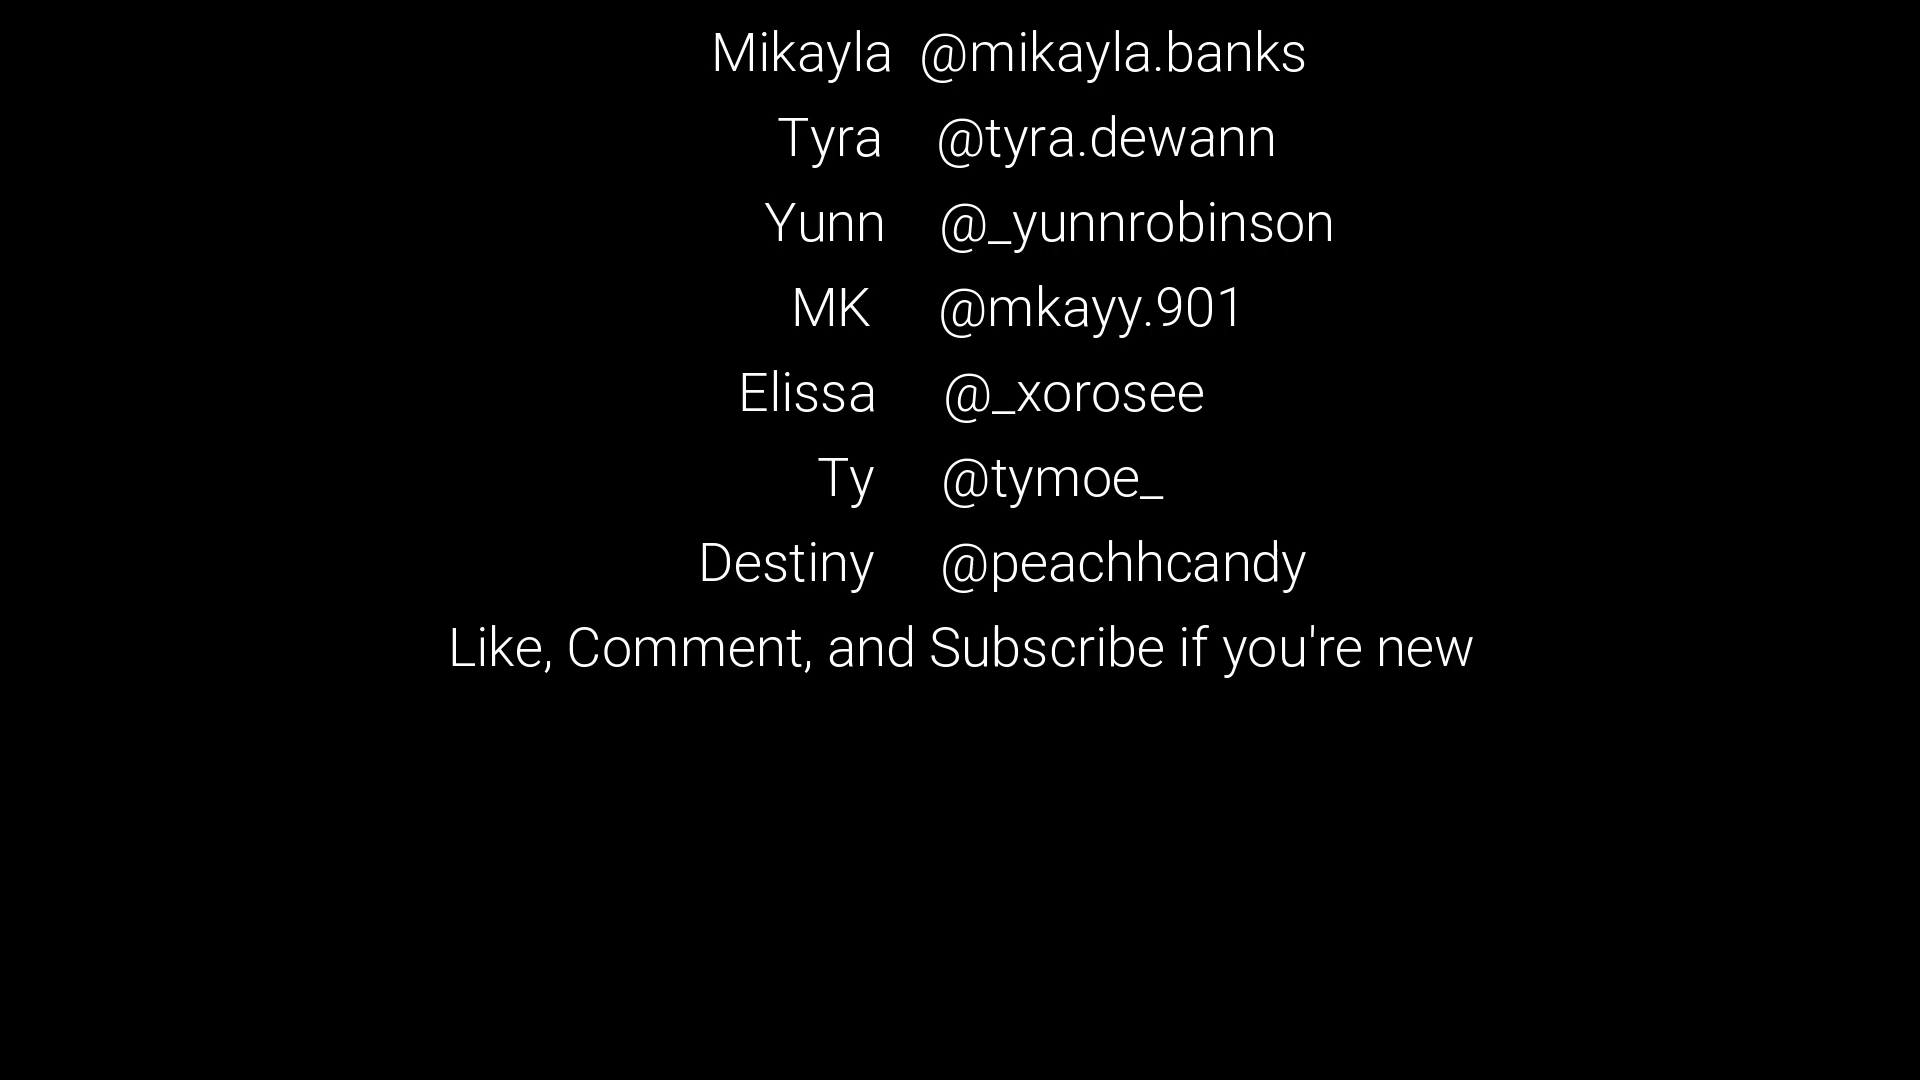 Mikayla @mikayla.banks
Tyra @tyra.dewann
Yunn @_yunnrobinson
MK @mkayy.901
Elissa @_xorosee
Ty @tymoe_
Destiny @peachhcandy
Like, Comment, and Subscribe if you're new